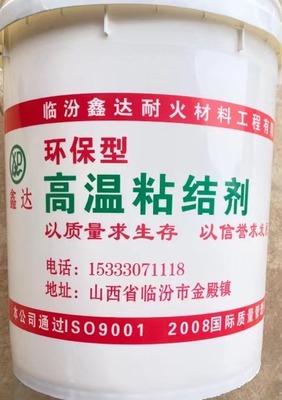 临汾鑫达耐火材料工程有
环保型
鑫达
高温粘结剂
以质量求生存 以信誉求发
电话：15333071118
地址：山西省临汾市金殿镇
本公司通过ISO9001 2008国际质量管